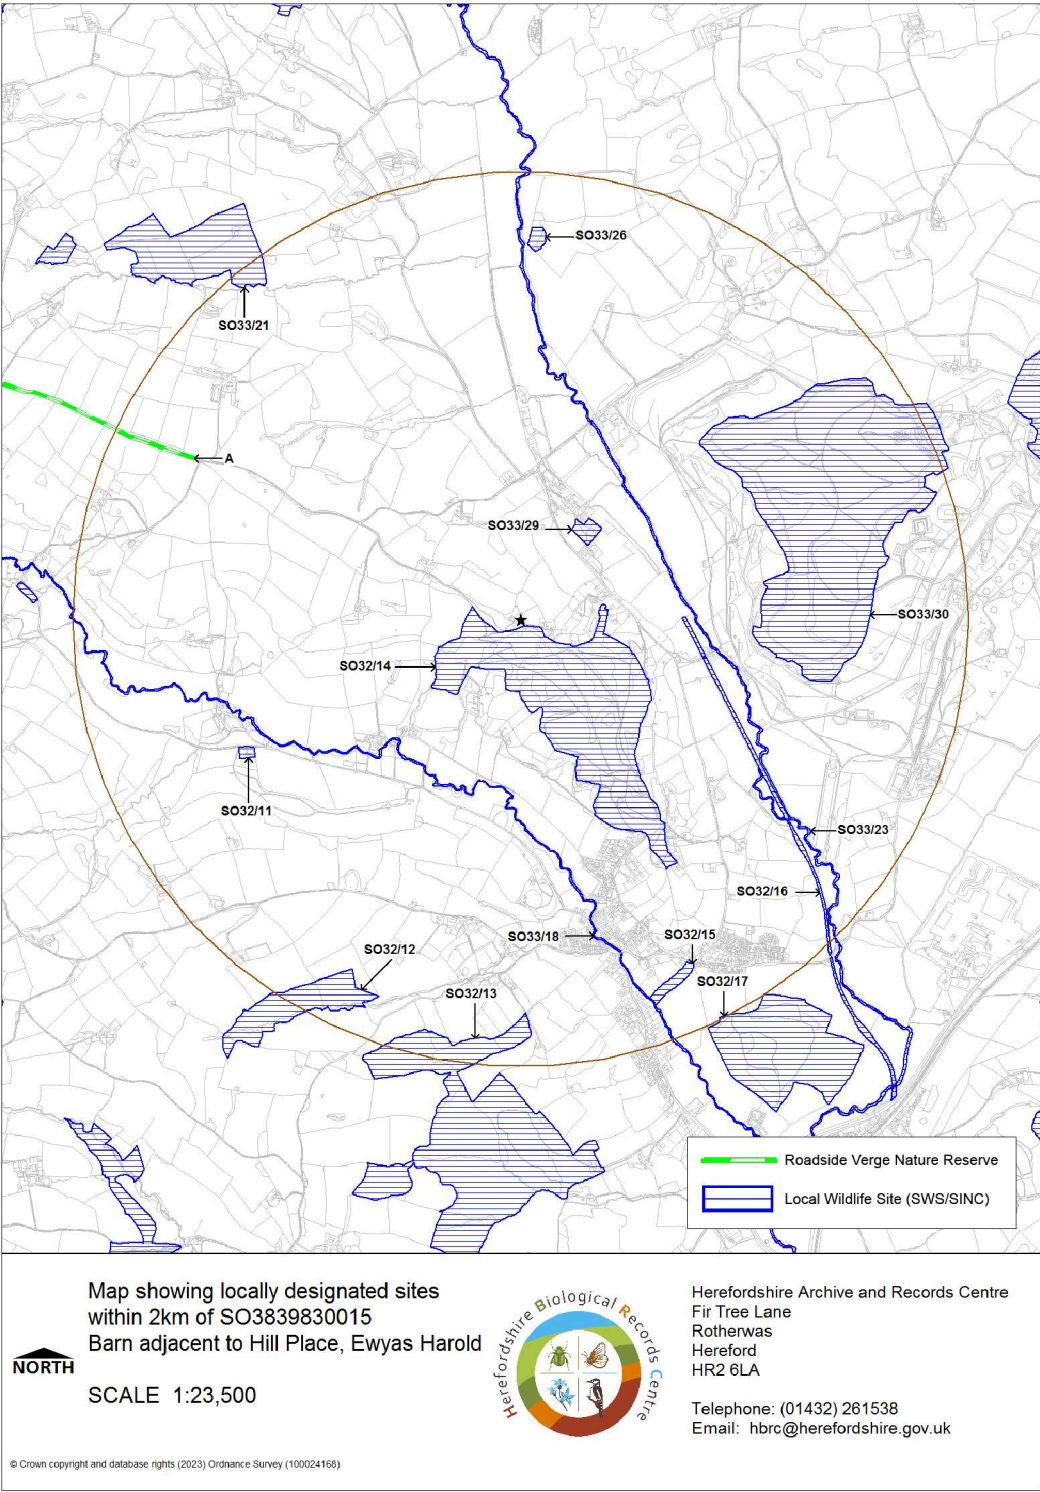 SO33/26
SO33/21
A
SO33/29
SO33/30
SO32/14
SO32/11
SO33/23
SO32/16
SO33/18
SO32/15
SO32/12
SO32/17
SO32/13
Roadside Verge Nature Reserve
Local Wildlife Site (SWS/SINC)
Map showing locally designated sites
within 2km of SO3839830015
Barn adjacent to Hill Place, Ewyas Harold
NORTH
SCALE 1:23,500
Herefordshire Biological Records Centre
Herefordshire Archive and Records Centre
Fir Tree Lane
Rotherwas
Hereford
HR2 6LA
Telephone: (01432) 261538
Email: hbrc@herefordshire.gov.uk
© Crown copyright and database rights (2023) Ordnance Survey (100024168)